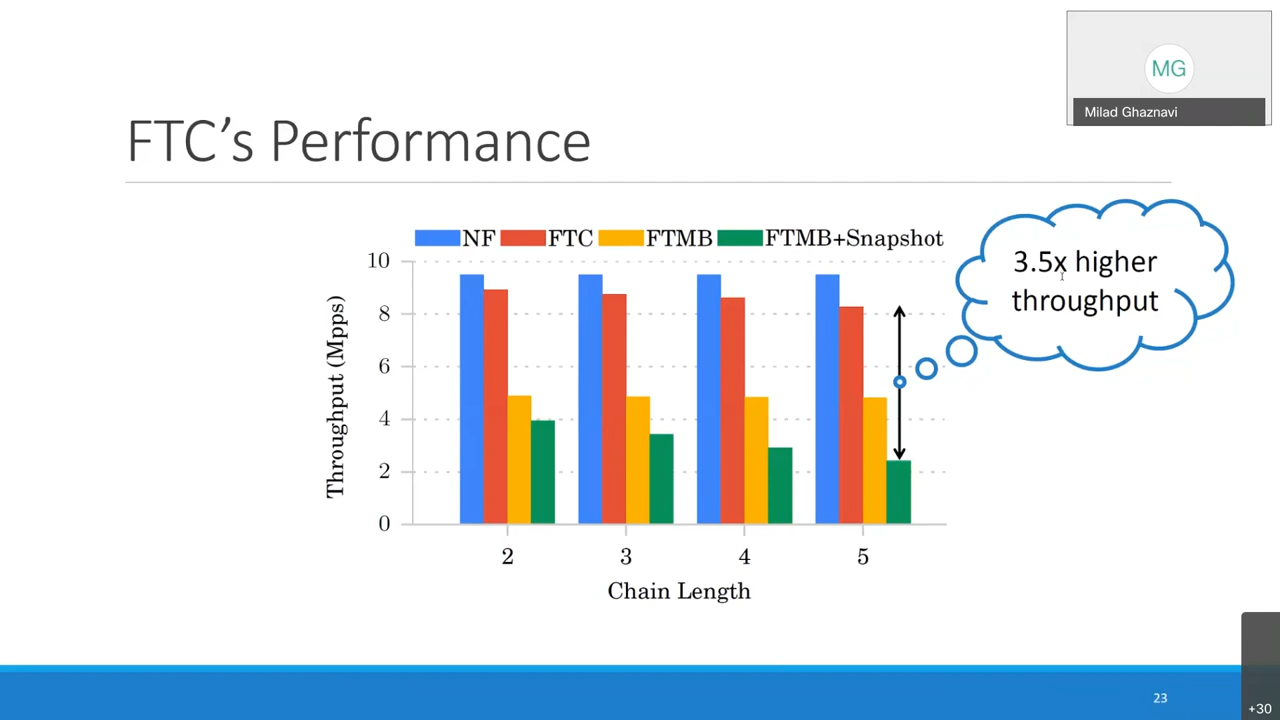 MG
Milad Ghaznavi
FTC's Performance
NF FTC FTMB FTMB+Snapshot
3.5x higher
throughput
Throughput (Mpps)
10
8
6
4
2
0
2 3 4 5
Chain Length
23
+30